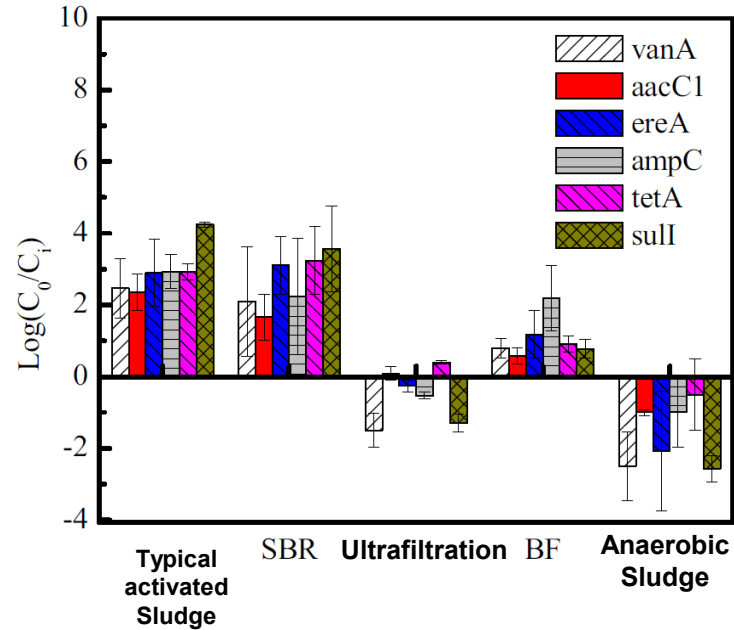 10
8
6
4
2
0
-2
-4
Log(C₀/Cᵢ)
vanA
aacC1
ereA
ampC
tetA
sulI
Typical
activated
Sludge
SBR
Ultrafiltration
BF
Anaerobic
Sludge